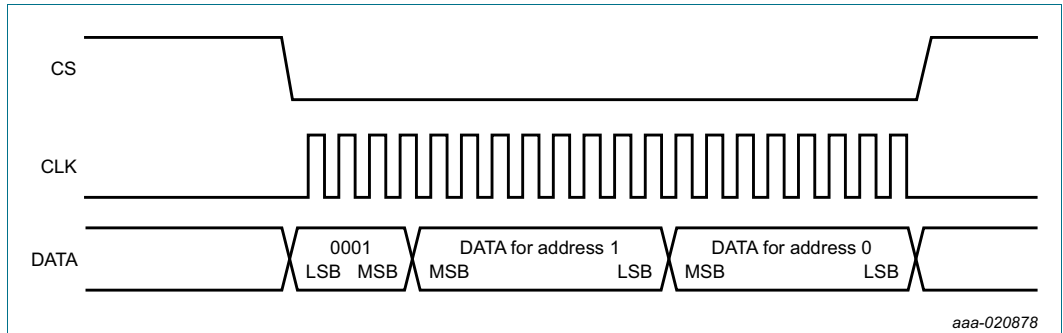 CS
CLK
DATA
0001
LSB MSB
DATA for address 1
MSB LSB
DATA for address 0
MSB LSB
aaa-020878